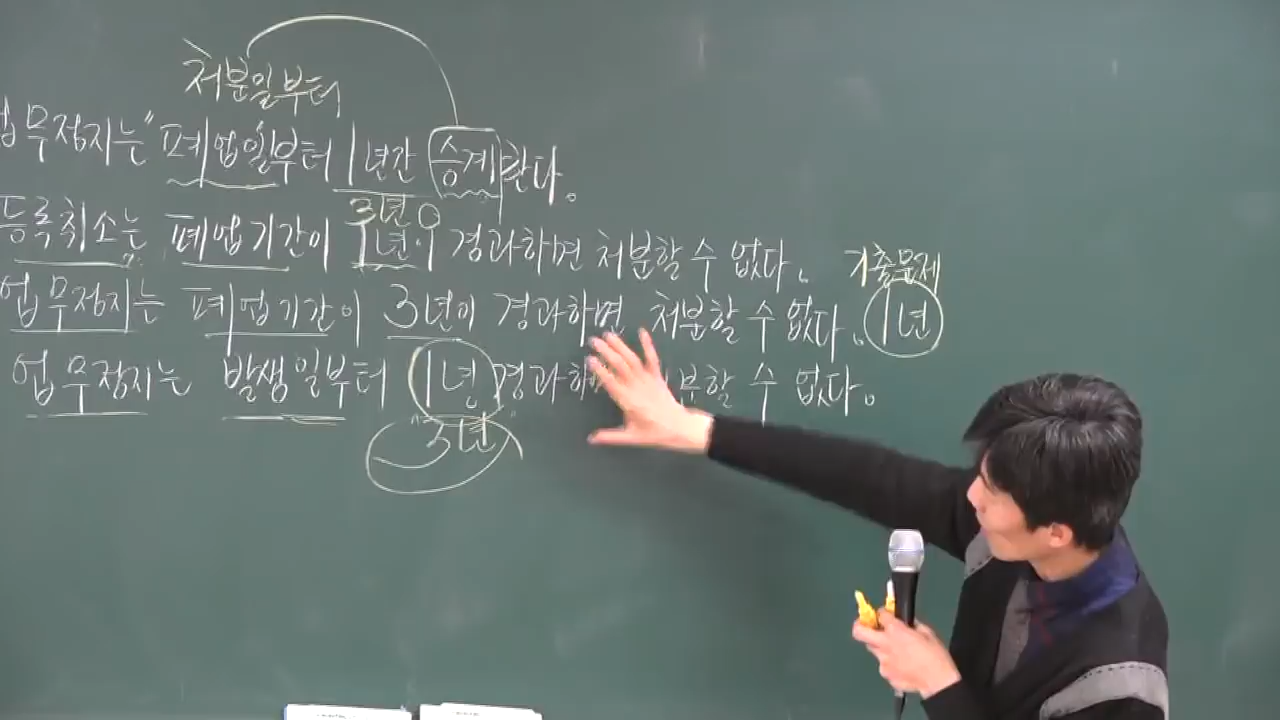 처분일부터
업무정지는 "폐업일부터 1년간 승계한다.
3년
등록취소는 폐업기간이 1년이 경과하면 처분할 수 없다.
기출문제
업무정지는 폐업기간이 3년이 경과하면 처분할 수 없다. 1년
업무정지는 발생일부터 1년 경과하면 처분할 수 없다.
"3년"